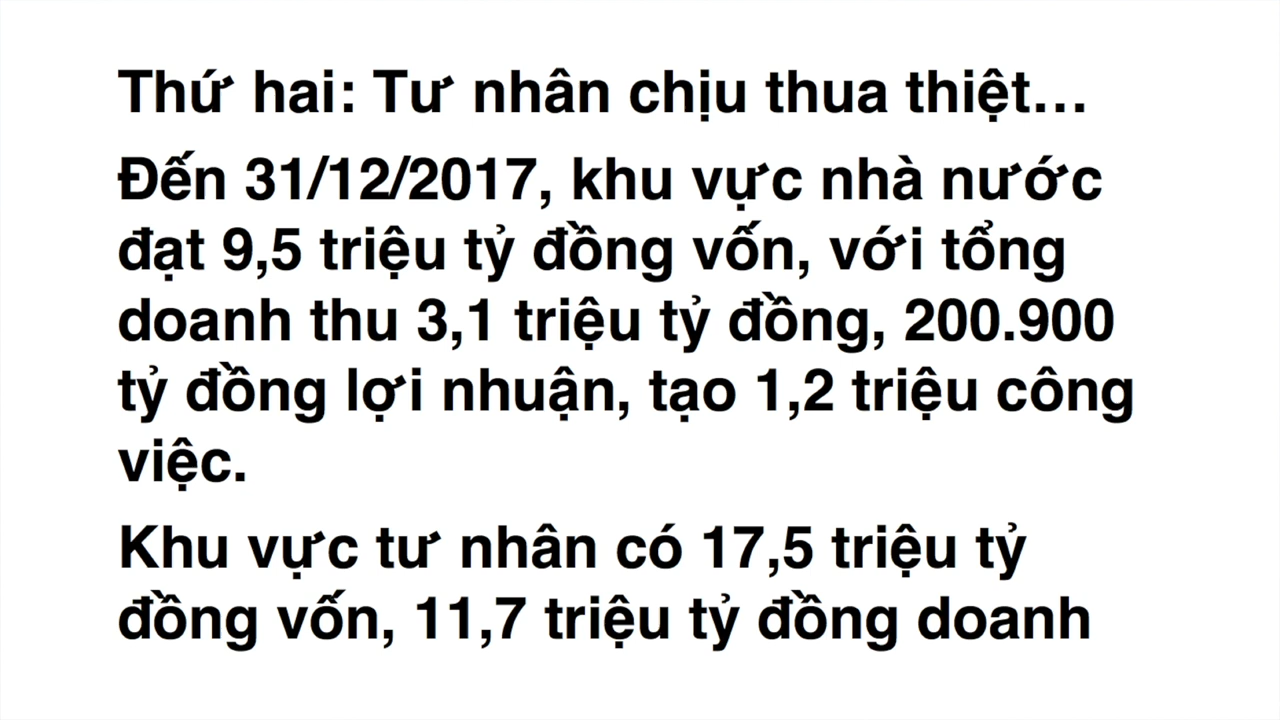 Thứ hai: Tư nhân chịu thua thiệt…
Đến 31/12/2017, khu vực nhà nước
đạt 9,5 triệu tỷ đồng vốn, với tổng
doanh thu 3,1 triệu tỷ đồng, 200.900
tỷ đồng lợi nhuận, tạo 1,2 triệu công
việc.
Khu vực tư nhân có 17,5 triệu tỷ
đồng vốn, 11,7 triệu tỷ đồng doanh